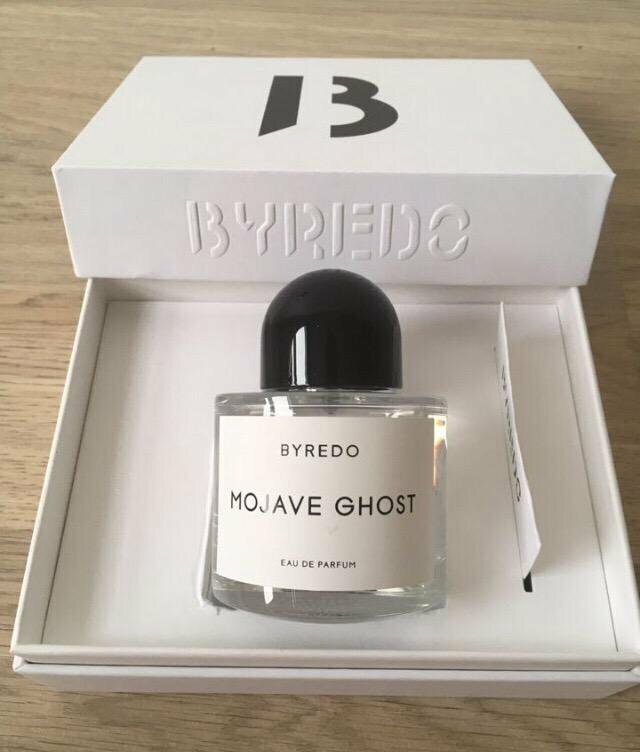 B
BYREDO
BYREDO
MOJAVE GHOST
EAU DE PARFUM